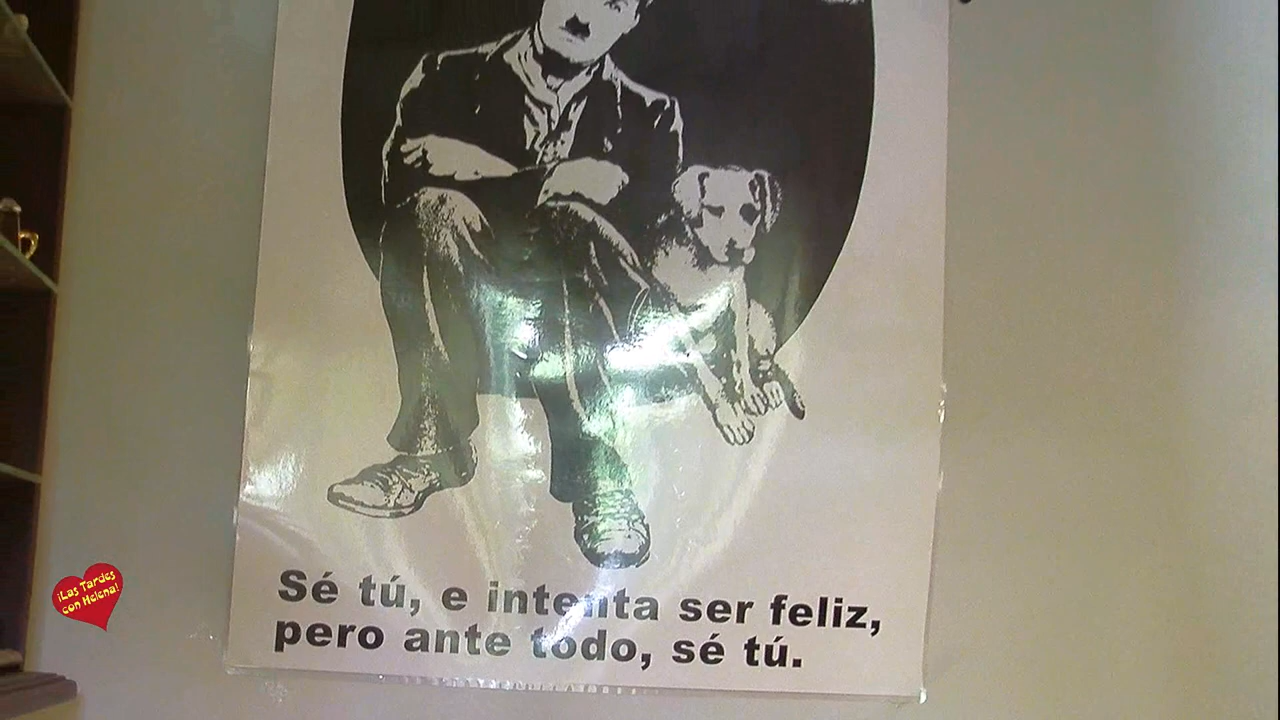 Sé tú, e intenta ser feliz,
pero ante todo, sé tú.
¡Las Tardes
con Helena!